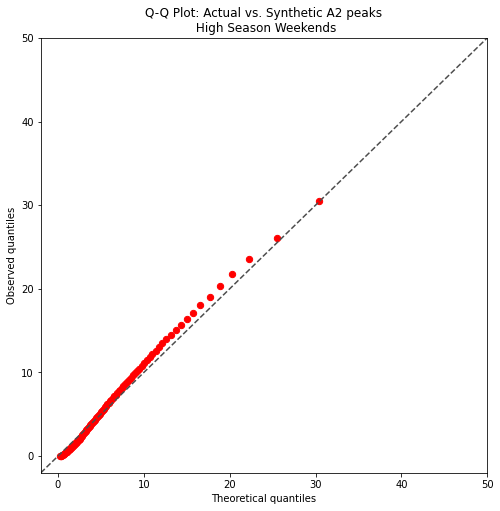 Q-Q Plot: Actual vs. Synthetic A2 peaks
High Season Weekends
50
40
30
20
10
0
Observed quantiles
0 10 20 30 40 50
Theoretical quantiles